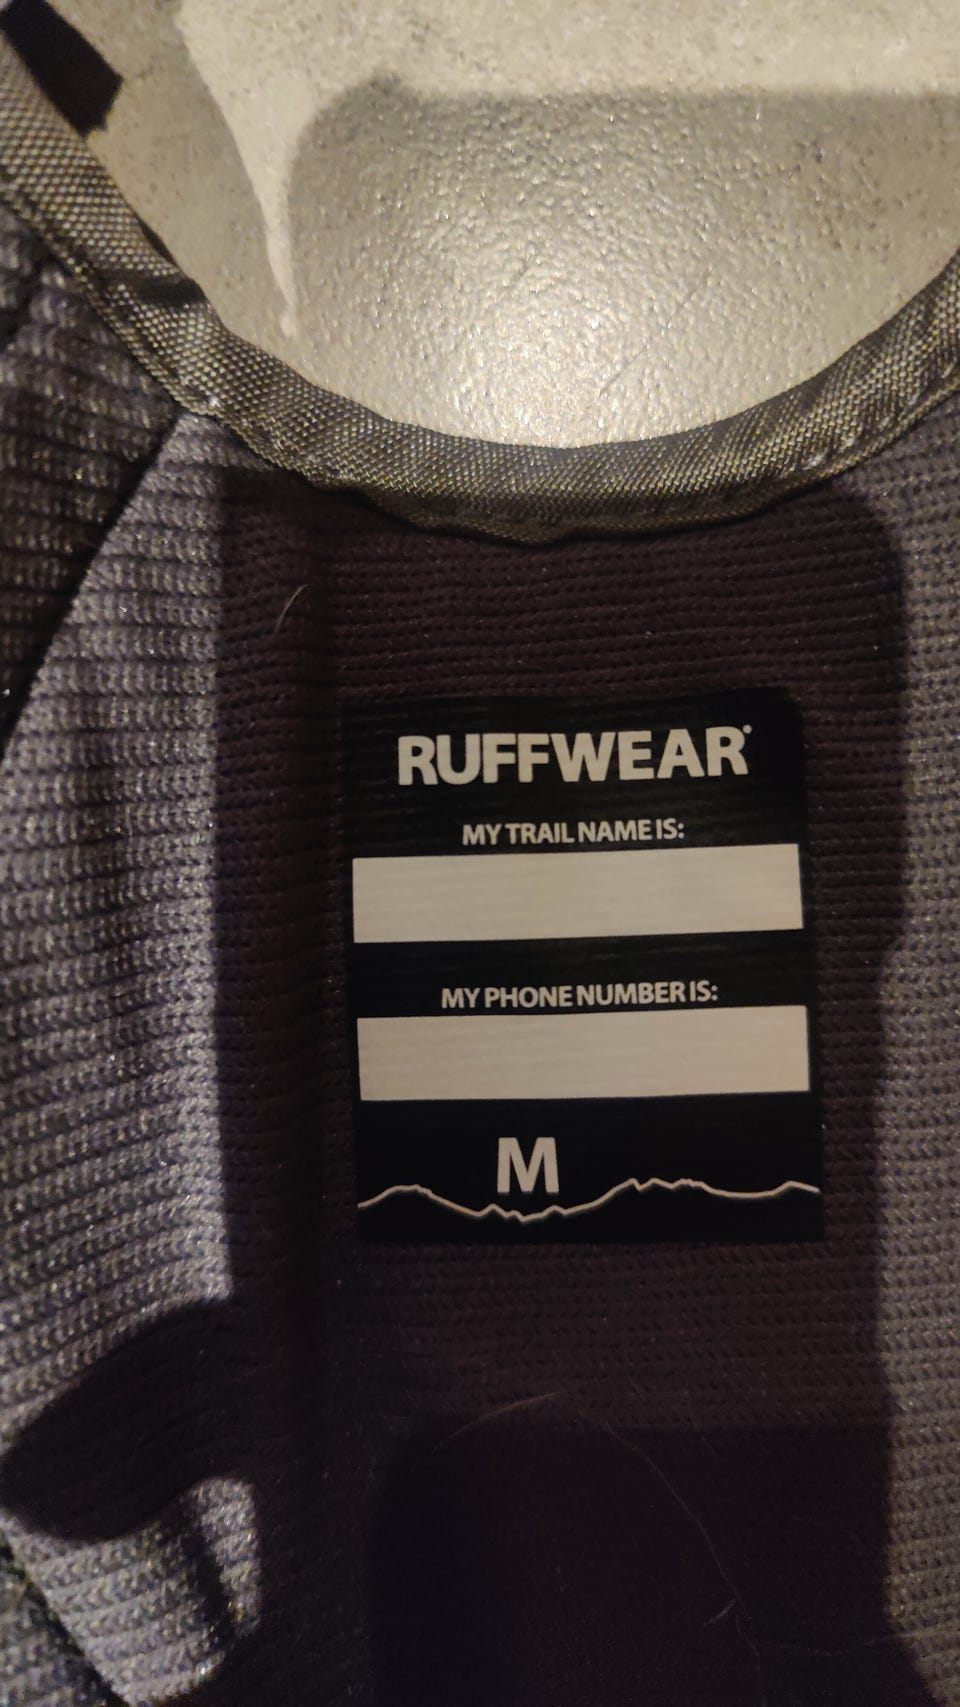 RUFFWEAR
MY TRAIL NAME IS:
MY PHONE NUMBER IS:
M